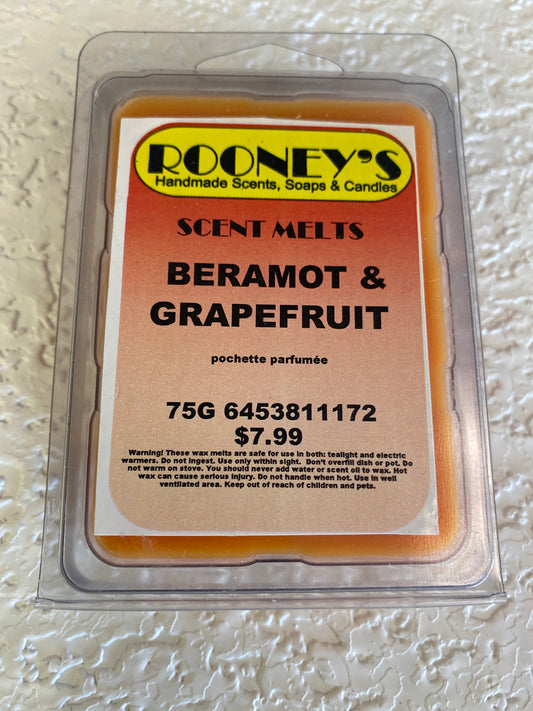 ROONEY'S
Handmade Scents, Soaps & Candles
SCENT MELTS
BERAMOT &
GRAPEFRUIT
pochette parfumée
75G 6453811172
$7.99
Warning! These wax melts are safe for use in both: tealight and electric
warmers. Do not ingest. Use only within sight. Don't overfill dish or pot. Do
not warm on stove. You should never add water or scent oil to wax. Hot
wax can cause serious injury. Do not handle when hot. Use in well
ventilated area. Keep out of reach of children and pets.